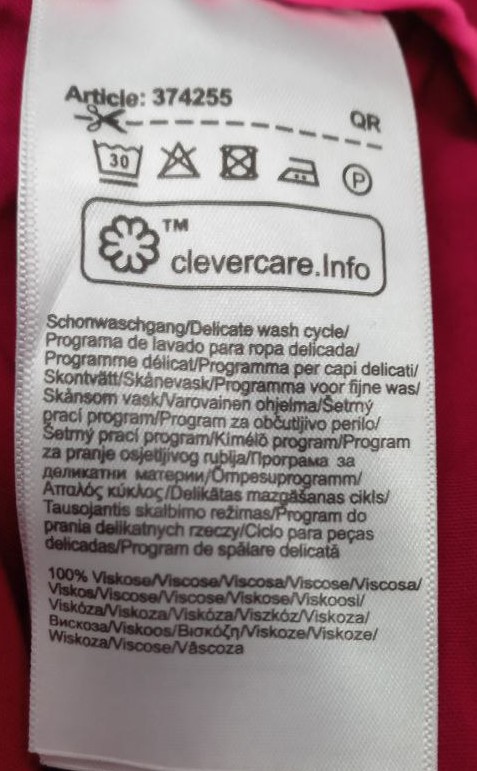 Article: 374255
QR
30
P
TM
clevercare.Info
Schonwaschgang/Delicate wash cycle/
Programa de lavado para ropa delicada/
Programme délicat/Programma per capi delicati/
Skontvätt/Skånevask/Programma voor fijne was/
Skånsom vask/Varovainen ohjelma/Šetrný
prací program/Program za občutljivo perilo/
Šetrný prací program/Kimélő program/Program
za pranje osjetljivog rublja/Програма за
деликатни материи/Õmpesuprogramm/
Απαλός κύκλος/Delikātas mazgāšanas cikls/
Tausojantis skalbimo režimas/Program do
prania delikatnych rzeczy/Ciclo para peças
delicadas/Program de spălare delicată
100% Viskose/Viscose/Viscosa/Viscose/Viscosa/
Viskos/Viscose/Viscose/Viskose/Viskoosi/
Viskóza/Viskoza/Viskóza/Viszkóz/Viskoza/
Вискоза/Viskoos/Βισκόζη/Viskoze/Viskoze/
Wiskoza/Viscose/Vâscoza